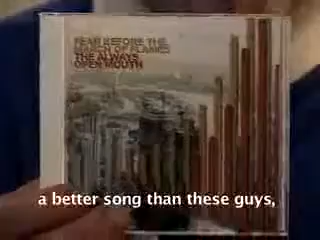 FEAR BEFORE THE
MARCH OF FLAMES
THE ALWAYS
OPEN MOUTH
a better song than these guys,